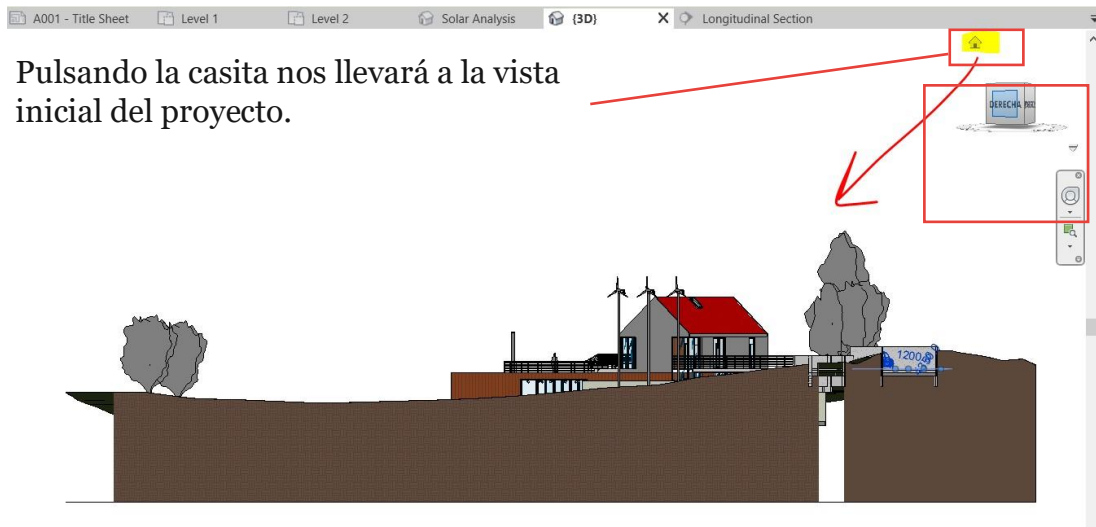 A001 - Title Sheet
Level 1
Level 2
Solar Analysis
{3D}
Longitudinal Section
Pulsando la casita nos llevará a la vista
inicial del proyecto.
DERECHA